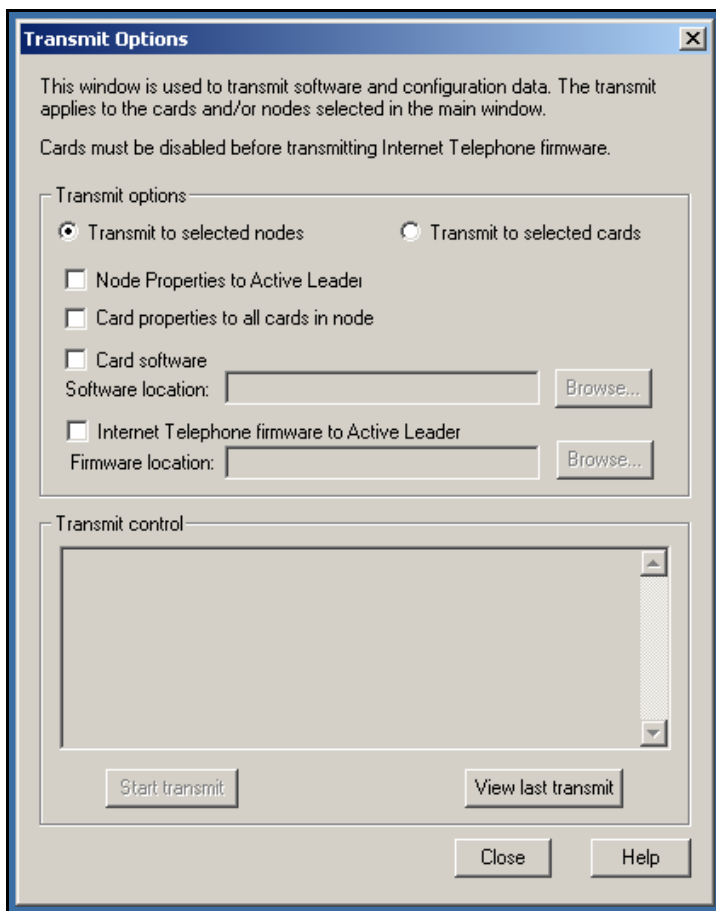 Transmit Options
This window is used to transmit software and configuration data. The transmit
applies to the cards and/or nodes selected in the main window.
Cards must be disabled before transmitting Internet Telephone firmware.
Transmit options
Transmit to selected nodes Transmit to selected cards
Node Properties to Active Leader
Card properties to all cards in node
Card software
Software location: Browse...
Internet Telephone firmware to Active Leader
Firmware location: Browse...
Transmit control
Start transmit View last transmit
Close Help